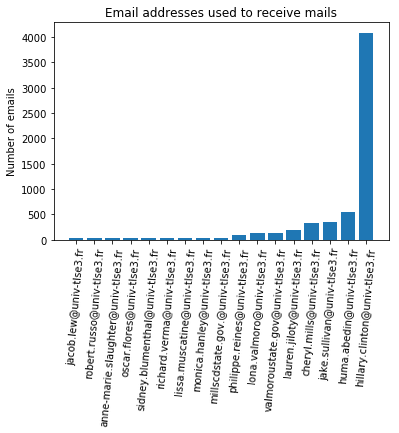 Email addresses used to receive mails
Number of emails
4000
3500
3000
2500
2000
1500
1000
500
0
jacob.lew@univ-tlse3.fr
robert.russo@univ-tlse3.fr
anne-marie.slaughter@univ-tlse3.fr
oscar.flores@univ-tlse3.fr
sidney.blumenthal@univ-tlse3.fr
richard.verma@univ-tlse3.fr
lissa.muscatine@univ-tlse3.fr
monica.hanley@univ-tlse3.fr
millscdstate.gov.@univ-tlse3.fr
philippe.reines@univ-tlse3.fr
lona.valmoro@univ-tlse3.fr
valmoroustate.gov@univ-tlse3.fr
lauren.jiloty@univ-tlse3.fr
cheryl.mills@univ-tlse3.fr
jake.sullivan@univ-tlse3.fr
huma.abedin@univ-tlse3.fr
hillary.clinton@univ-tlse3.fr